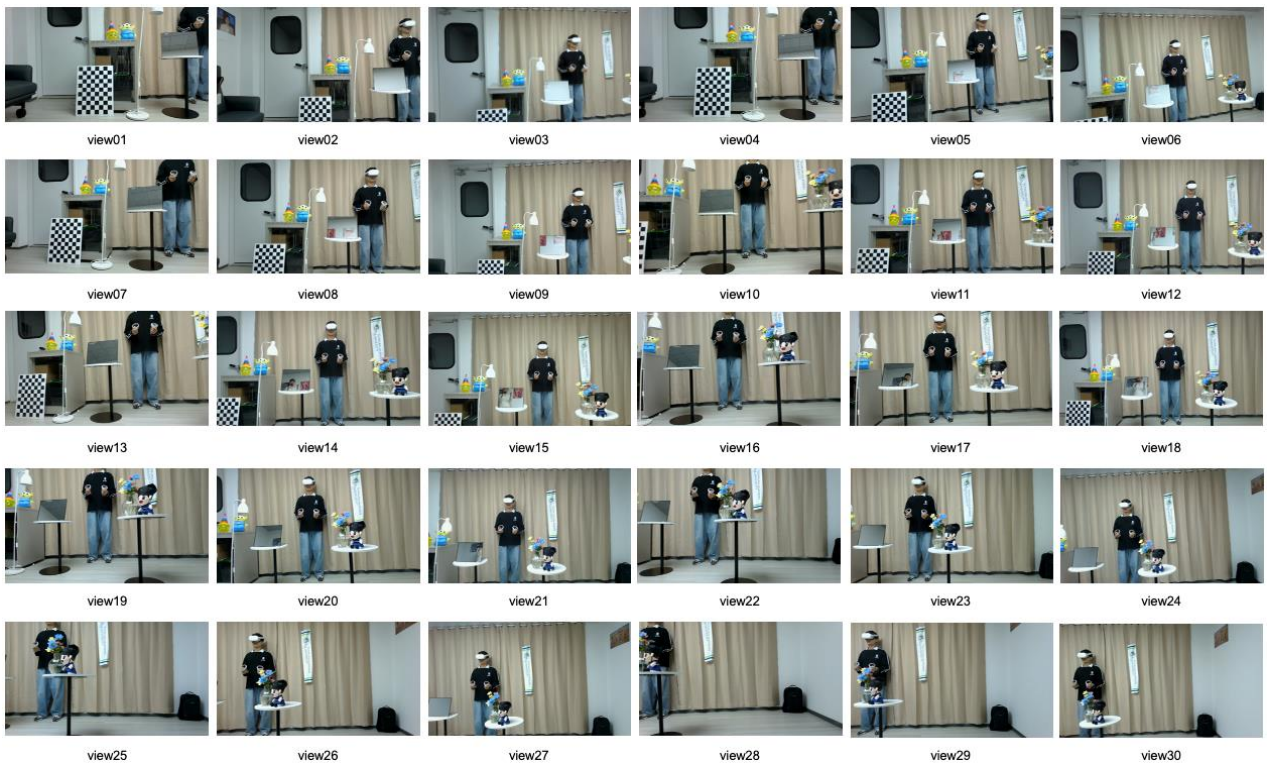 view01 view02 view03 view04 view05 view06
view07 view08 view09 view10 view11 view12
view13 view14 view15 view16 view17 view18
view19 view20 view21 view22 view23 view24
view25 view26 view27 view28 view29 view30